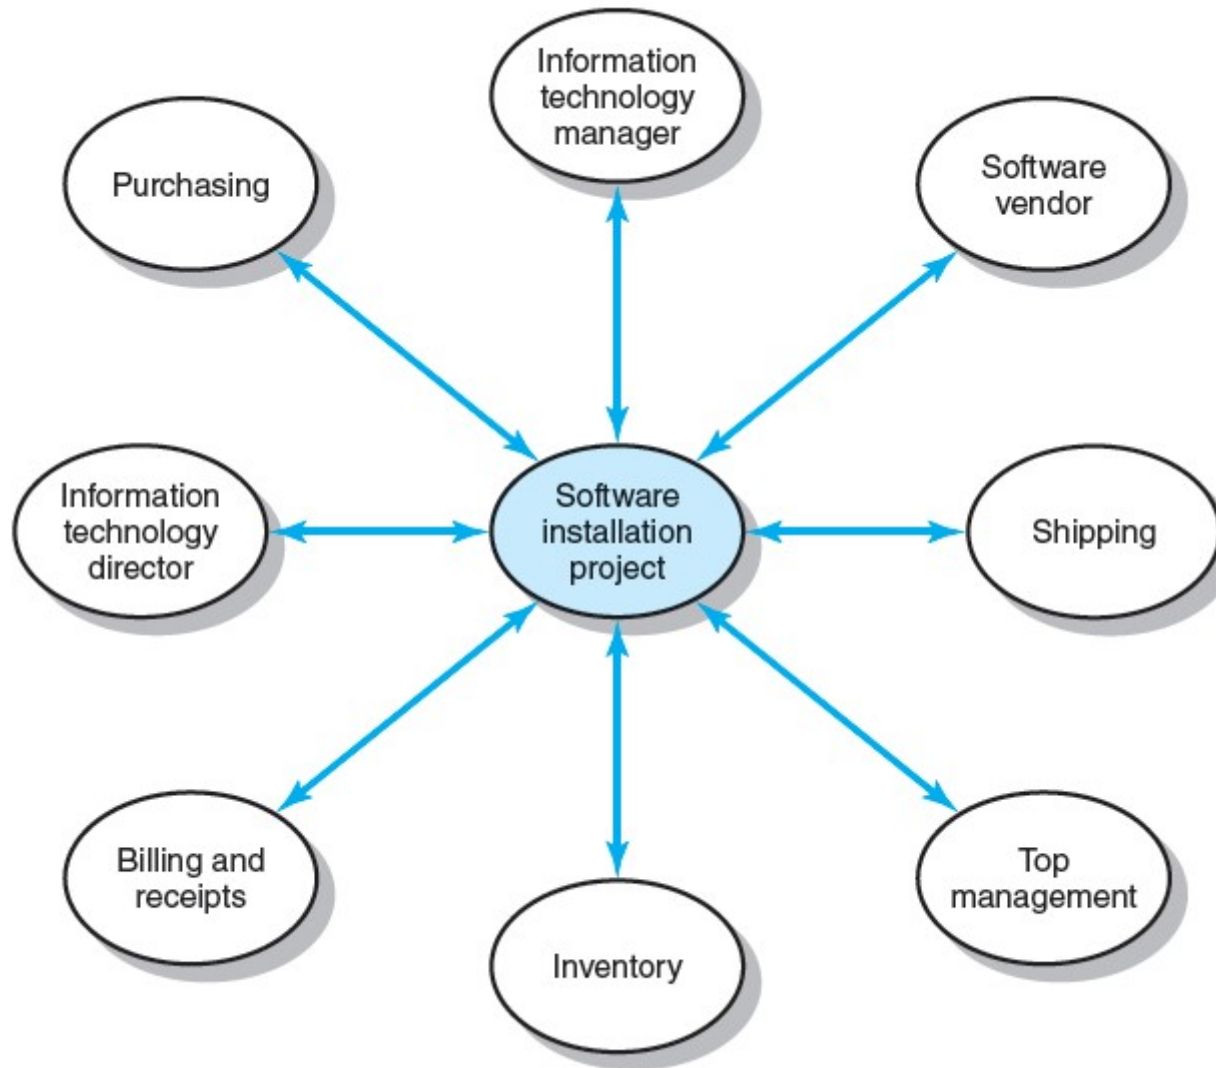 Information
technology
manager
Purchasing
Software
vendor
Information
technology
director
Software
installation
project
Shipping
Billing and
receipts
Inventory
Top
management